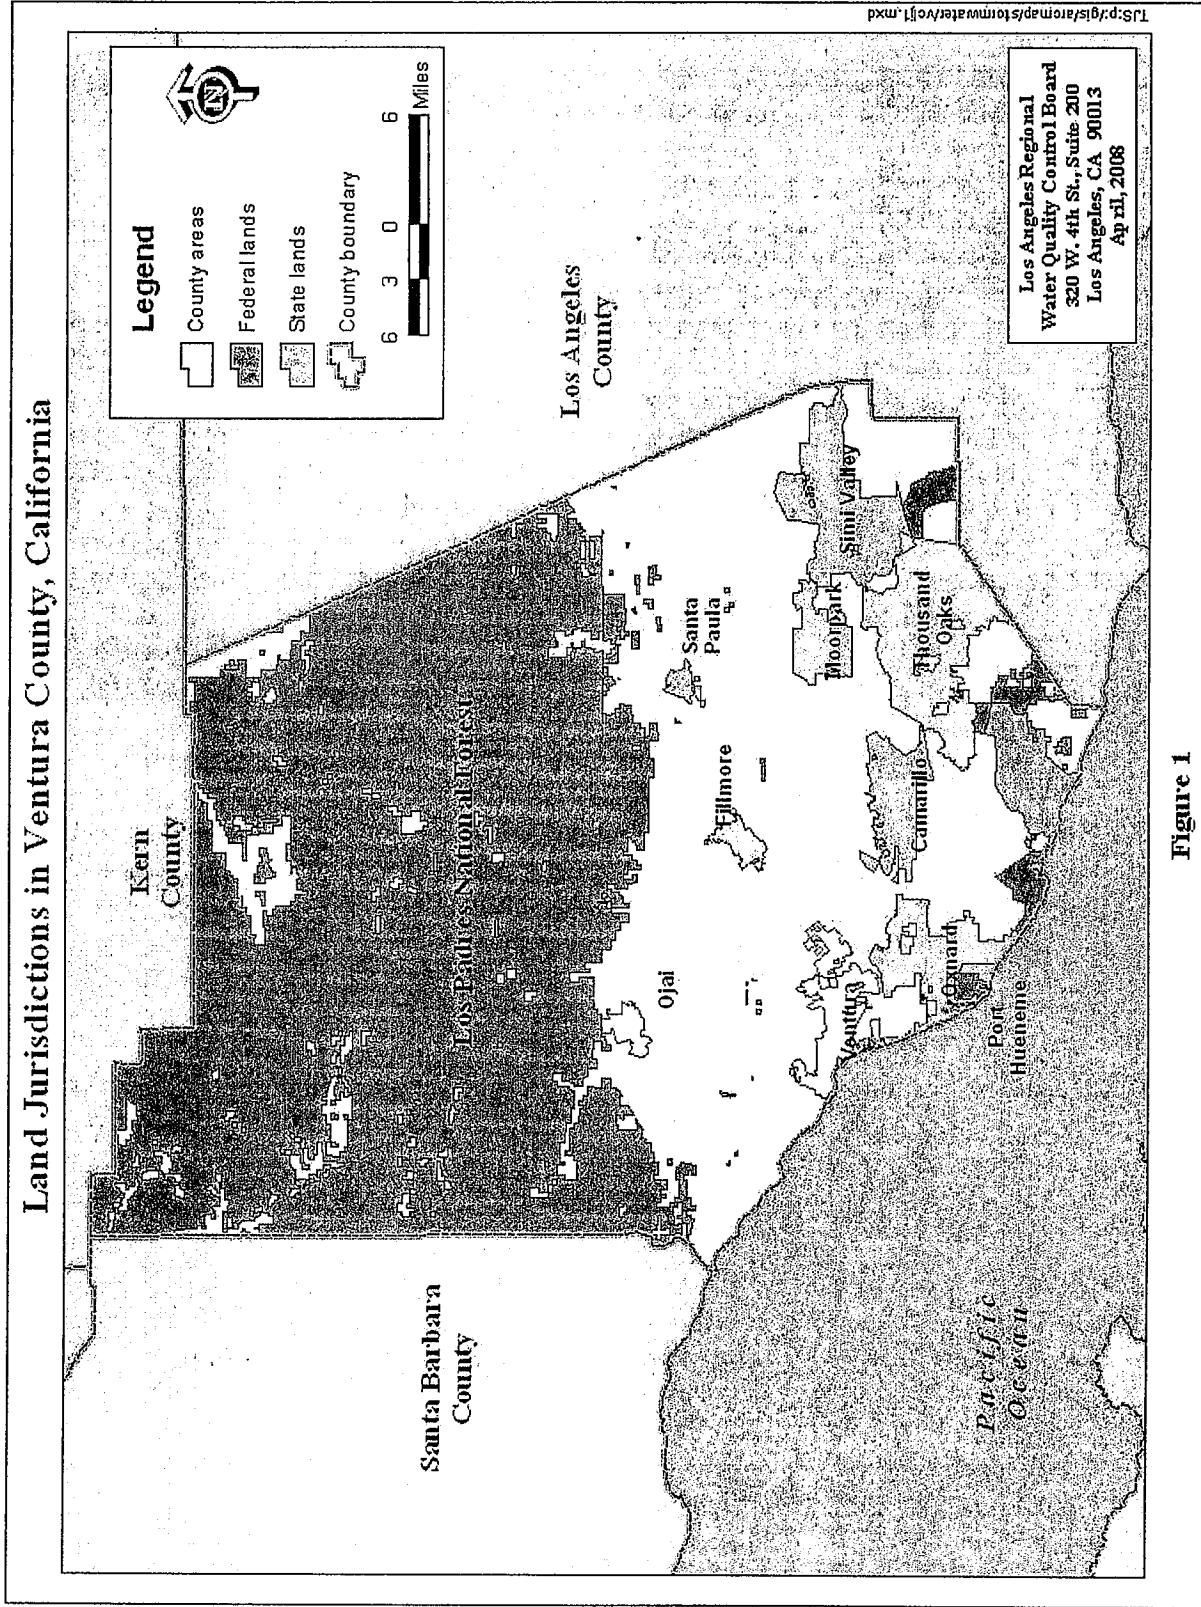 Land Jurisdictions in Ventura County, California
Kern
County
Santa Barbara
County
Los Angeles
County
Los Padres National Forest
Ojai
Fillmore
Santa
Paula
Ventura
Oxnard
Port
Hueneme
Camarillo
Moorpark
Simi Valley
Thousand
Oaks
Pacific
Ocean
Legend
County areas
Federal lands
State lands
County boundary
6 3 0 6
Miles
N
Los Angeles Regional
Water Quality Control Board
320 W. 4th St., Suite 200
Los Angeles, CA 90013
April, 2008
TJS:p:/gis/arcmap/stormwater/vclj1.mxd
Figure 1